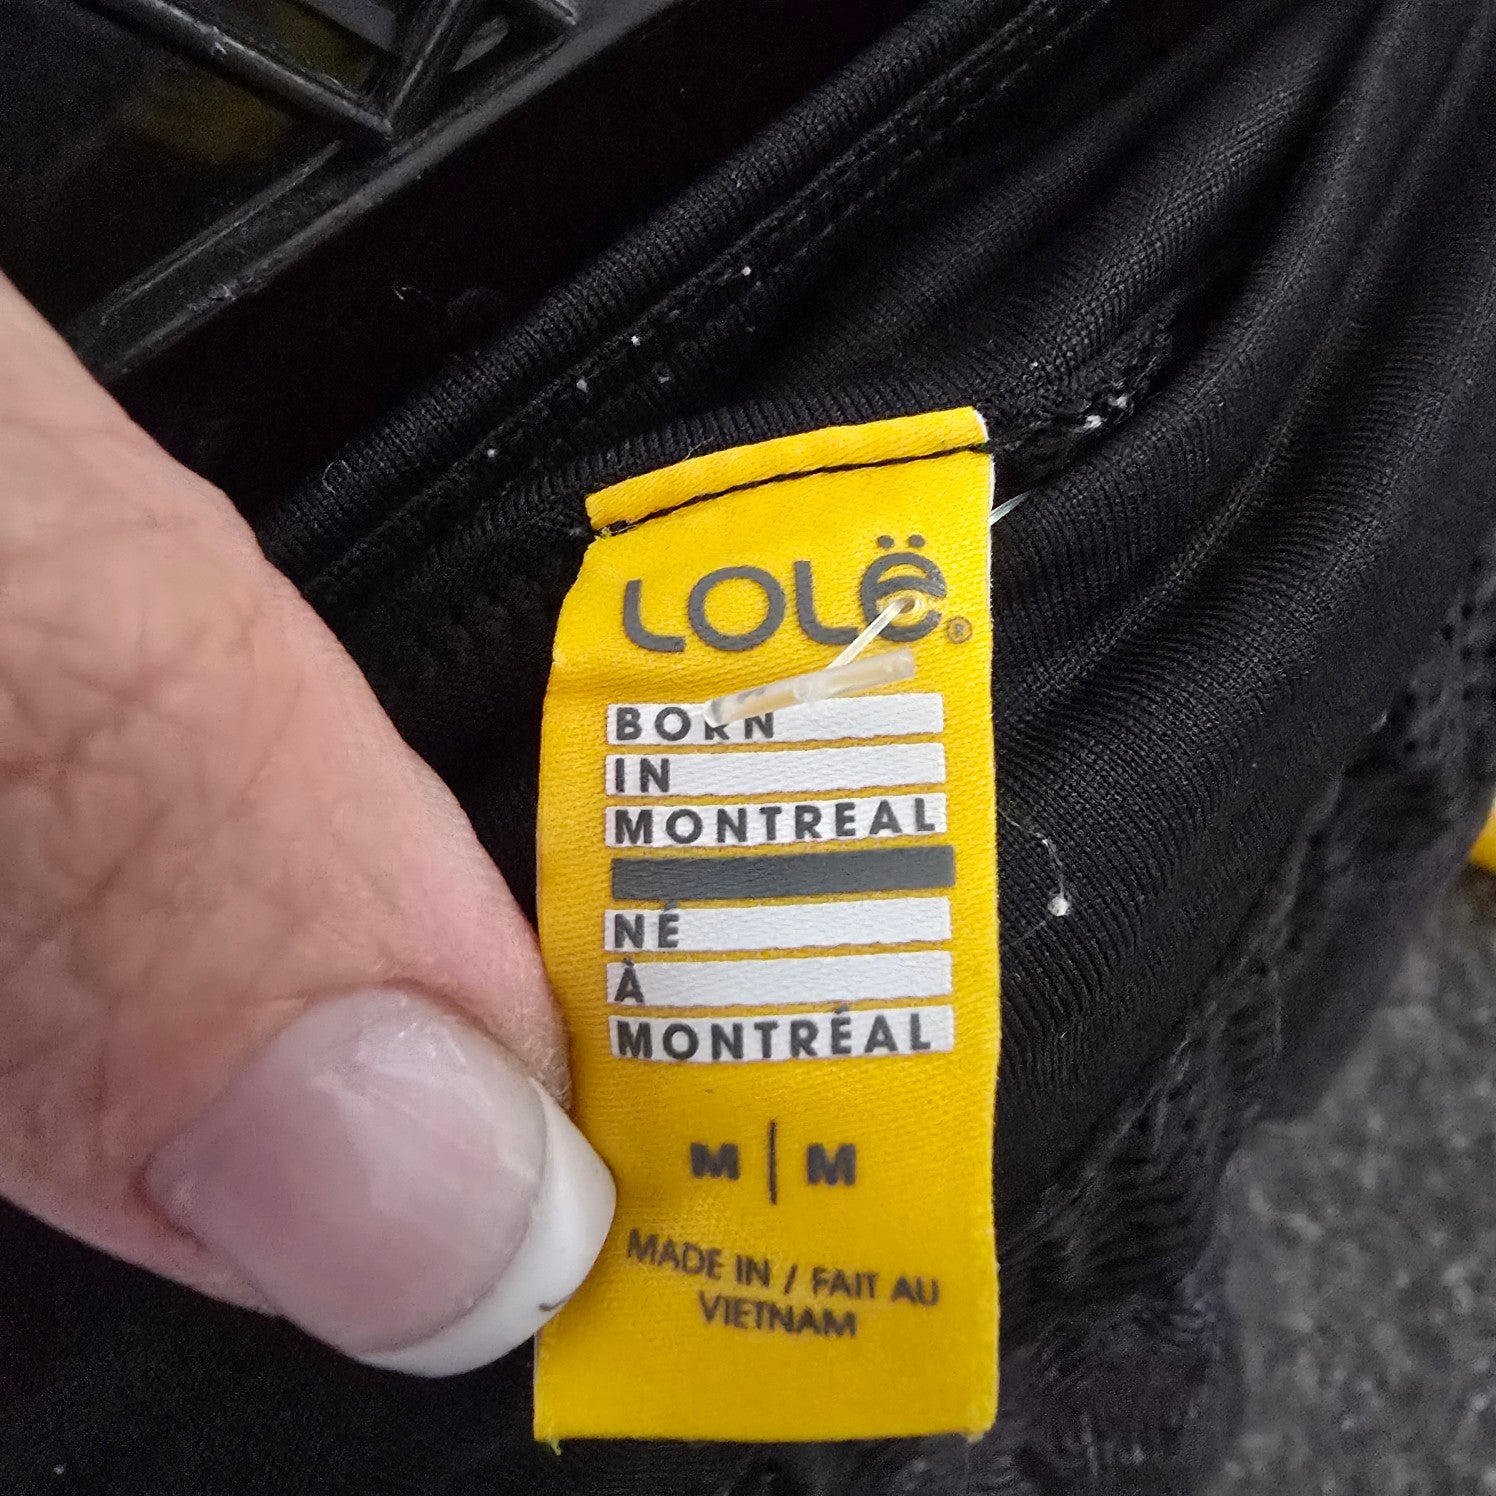 LOLË®
BORN
IN
MONTREAL
NÉ
À
MONTRÉAL
M | M
MADE IN / FAIT AU
VIETNAM